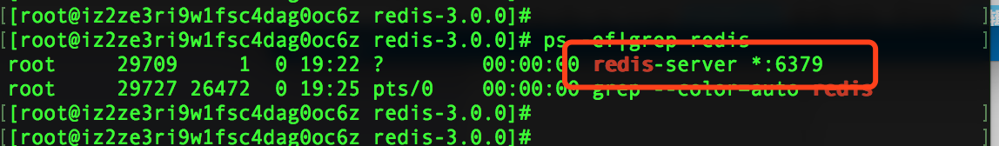 [[root@iz2ze3ri9w1fsc4dag0oc6z redis-3.0.0]# ]
[[root@iz2ze3ri9w1fsc4dag0oc6z redis-3.0.0]# ps -ef|grep redis ]
root 29709 1 0 19:22 ? 00:00:00 redis-server *:6379
root 29727 26472 0 19:25 pts/0 00:00:00 grep --color=auto redis
[[root@iz2ze3ri9w1fsc4dag0oc6z redis-3.0.0]# ]
[[root@iz2ze3ri9w1fsc4dag0oc6z redis-3.0.0]# ]